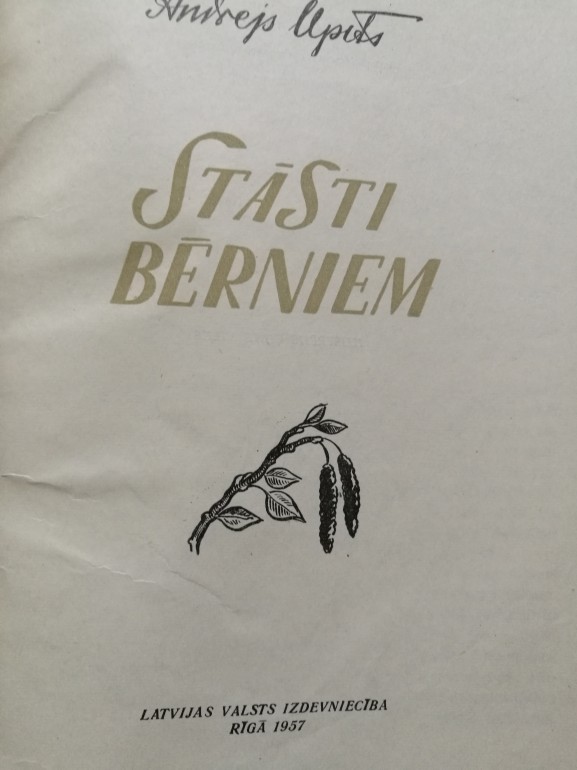 Andrejs Upīts
STĀSTI
BĒRNIEM
LATVIJAS VALSTS IZDEVNIECĪBA
RĪGĀ 1957